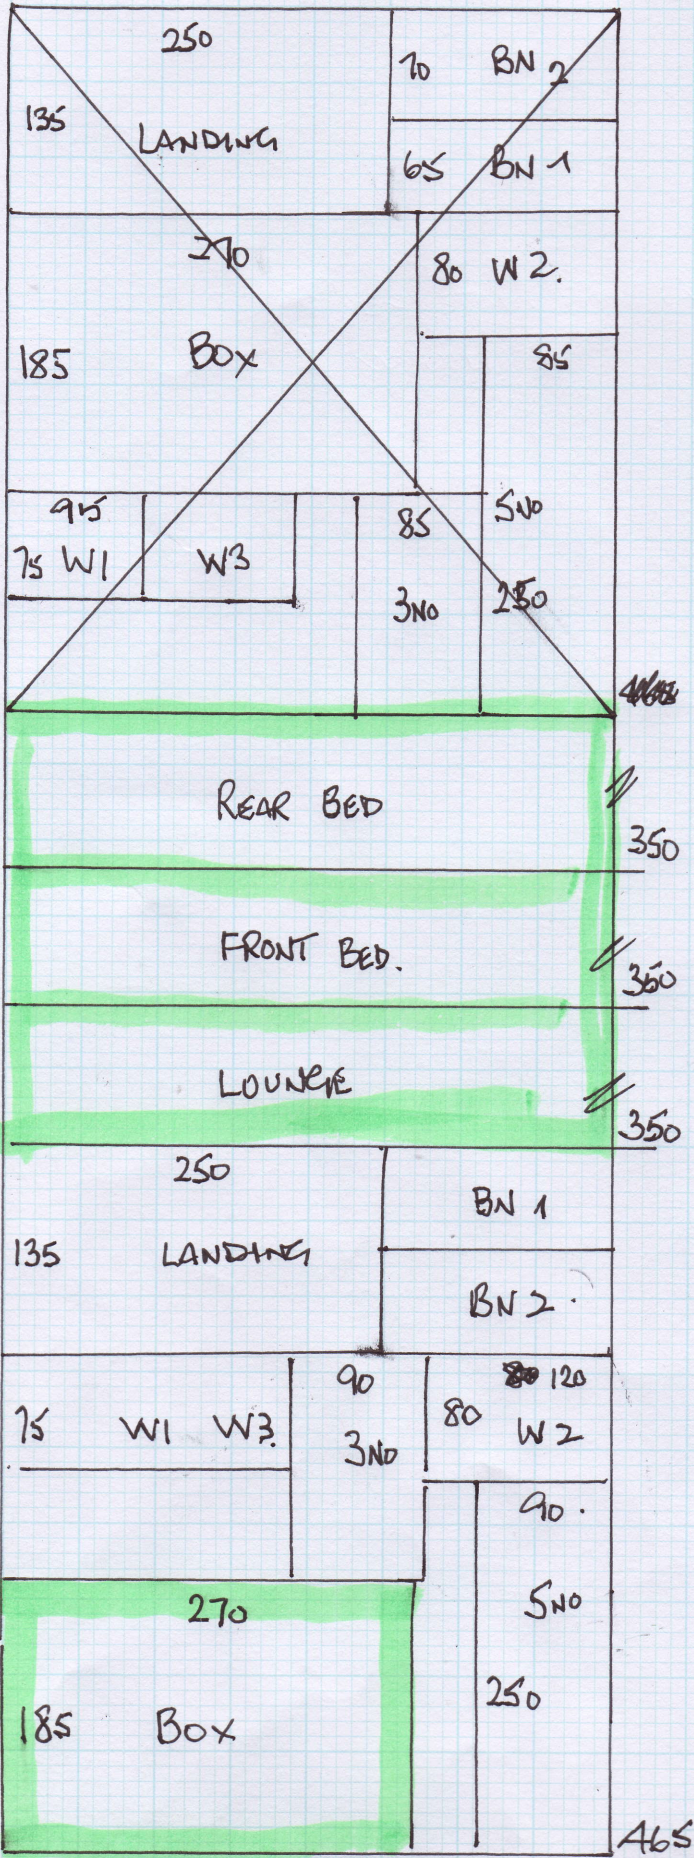 250
70 BN 2
135
LANDING
65 BN 1
270
80 W2.
185
BOX
85
95
75 W1
W3
85
5NO
3NO
250
REAR BED
350
FRONT BED.
350
LOUNGE
350
250
BN 1
135 LANDING
BN 2.
90
120
75 W1 W3.
80
W2
3NO
90.
270
5NO
250
185 BOX
465